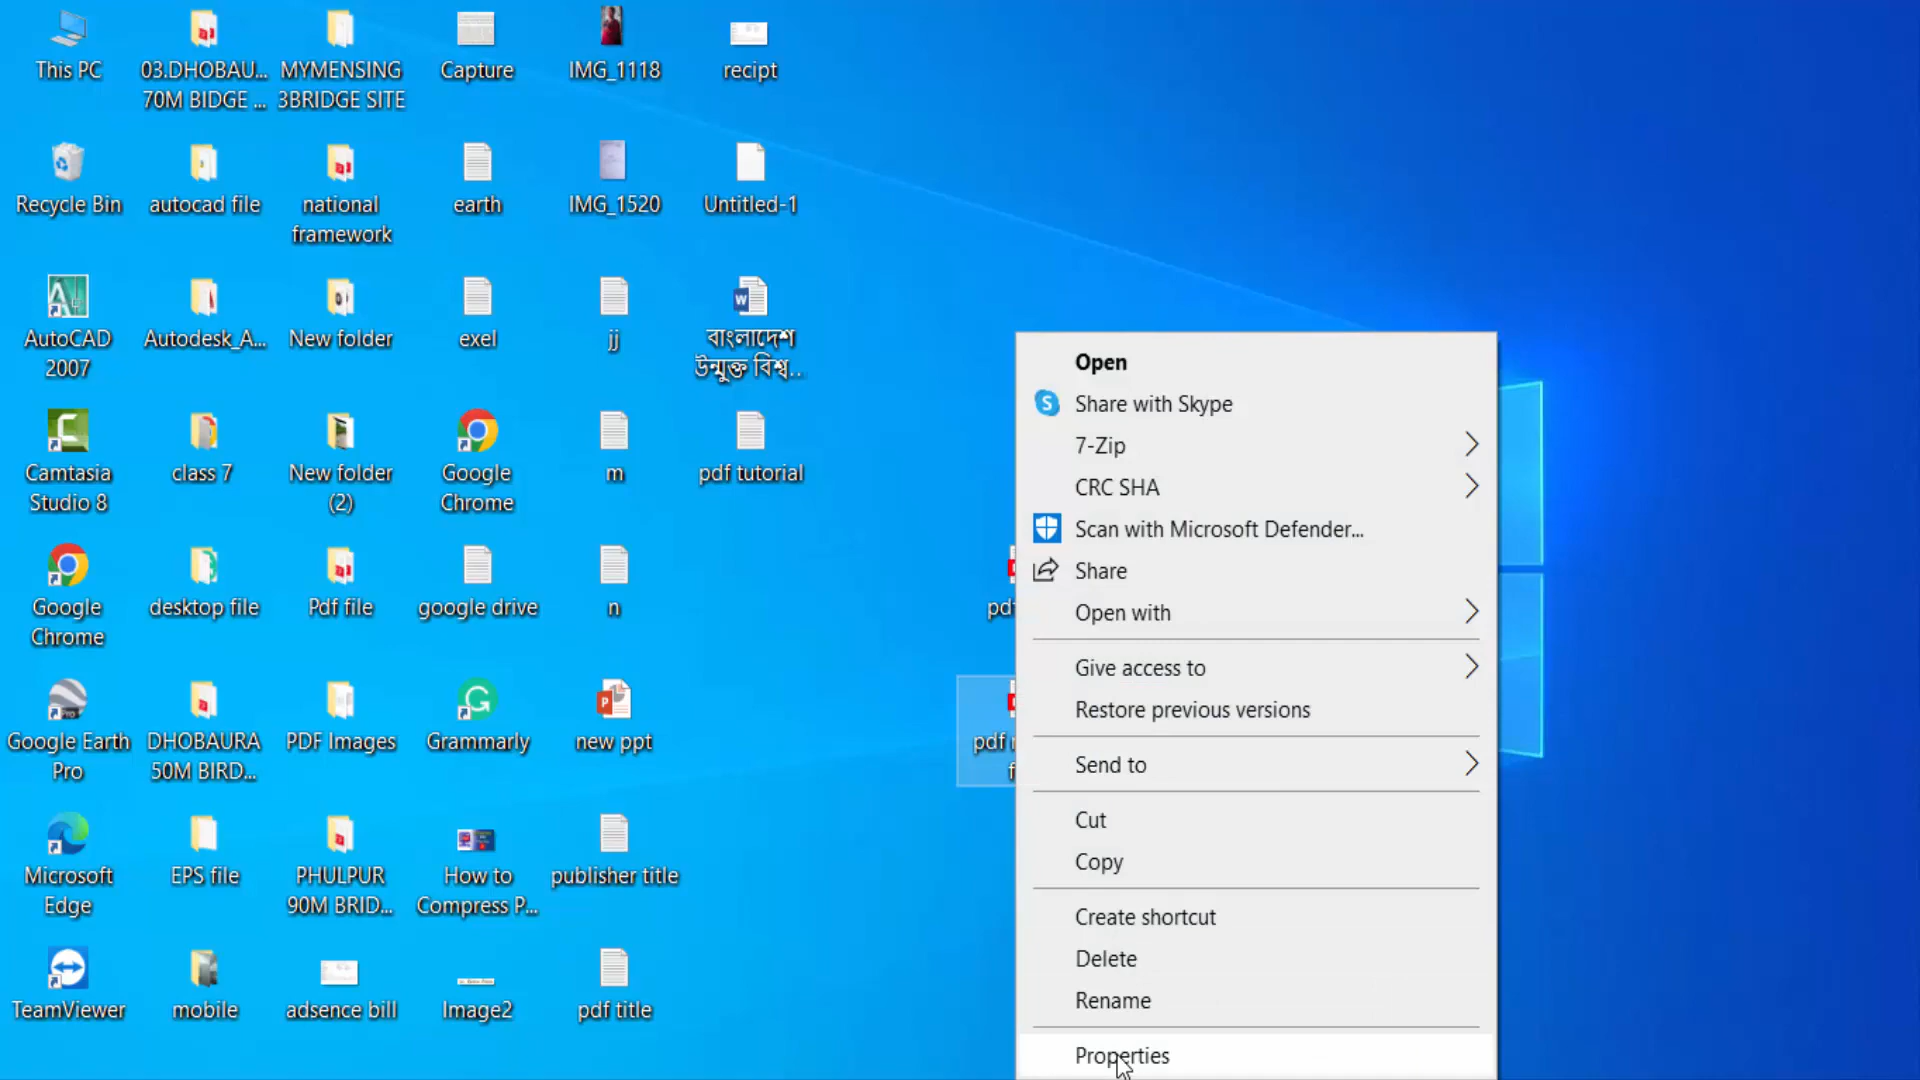 This PC
03.DHOBAU...
70M BIDGE ...
MYMENSING
3BRIDGE SITE
Capture
IMG_1118
recipt
Recycle Bin
autocad file
national
framework
earth
IMG_1520
Untitled-1
AutoCAD
2007
Autodesk_A...
New folder
exel
jj
বাংলাদেশ
উন্মুক্ত বিশ্ব...
Camtasia
Studio 8
class 7
New folder
(2)
Google
Chrome
m
pdf tutorial
Google
Chrome
desktop file
Pdf file
google drive
n
pdf
Google Earth
Pro
DHOBAURA
50M BIRD...
PDF Images
Grammarly
new ppt
pdf
Microsoft
Edge
EPS file
PHULPUR
90M BRID...
How to
Compress P...
publisher title
TeamViewer
mobile
adsence bill
Image2
pdf title
Open
Share with Skype
7-Zip
CRC SHA
Scan with Microsoft Defender...
Share
Open with
Give access to
Restore previous versions
Send to
Cut
Copy
Create shortcut
Delete
Rename
Properties